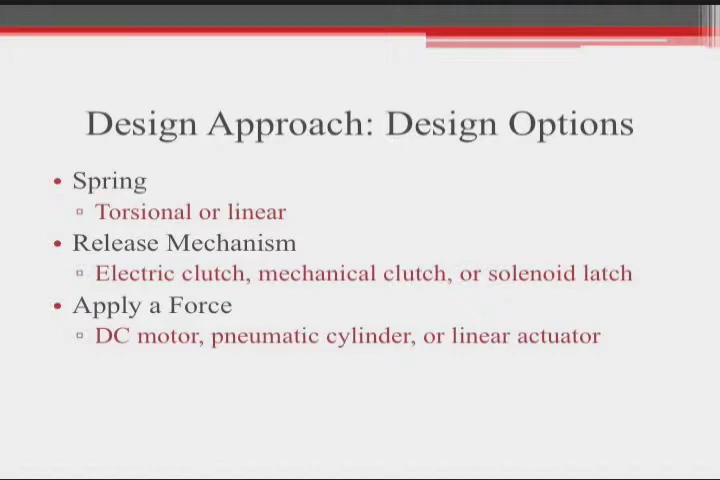 Design Approach: Design Options
• Spring
▫ Torsional or linear
• Release Mechanism
▫ Electric clutch, mechanical clutch, or solenoid latch
• Apply a Force
▫ DC motor, pneumatic cylinder, or linear actuator